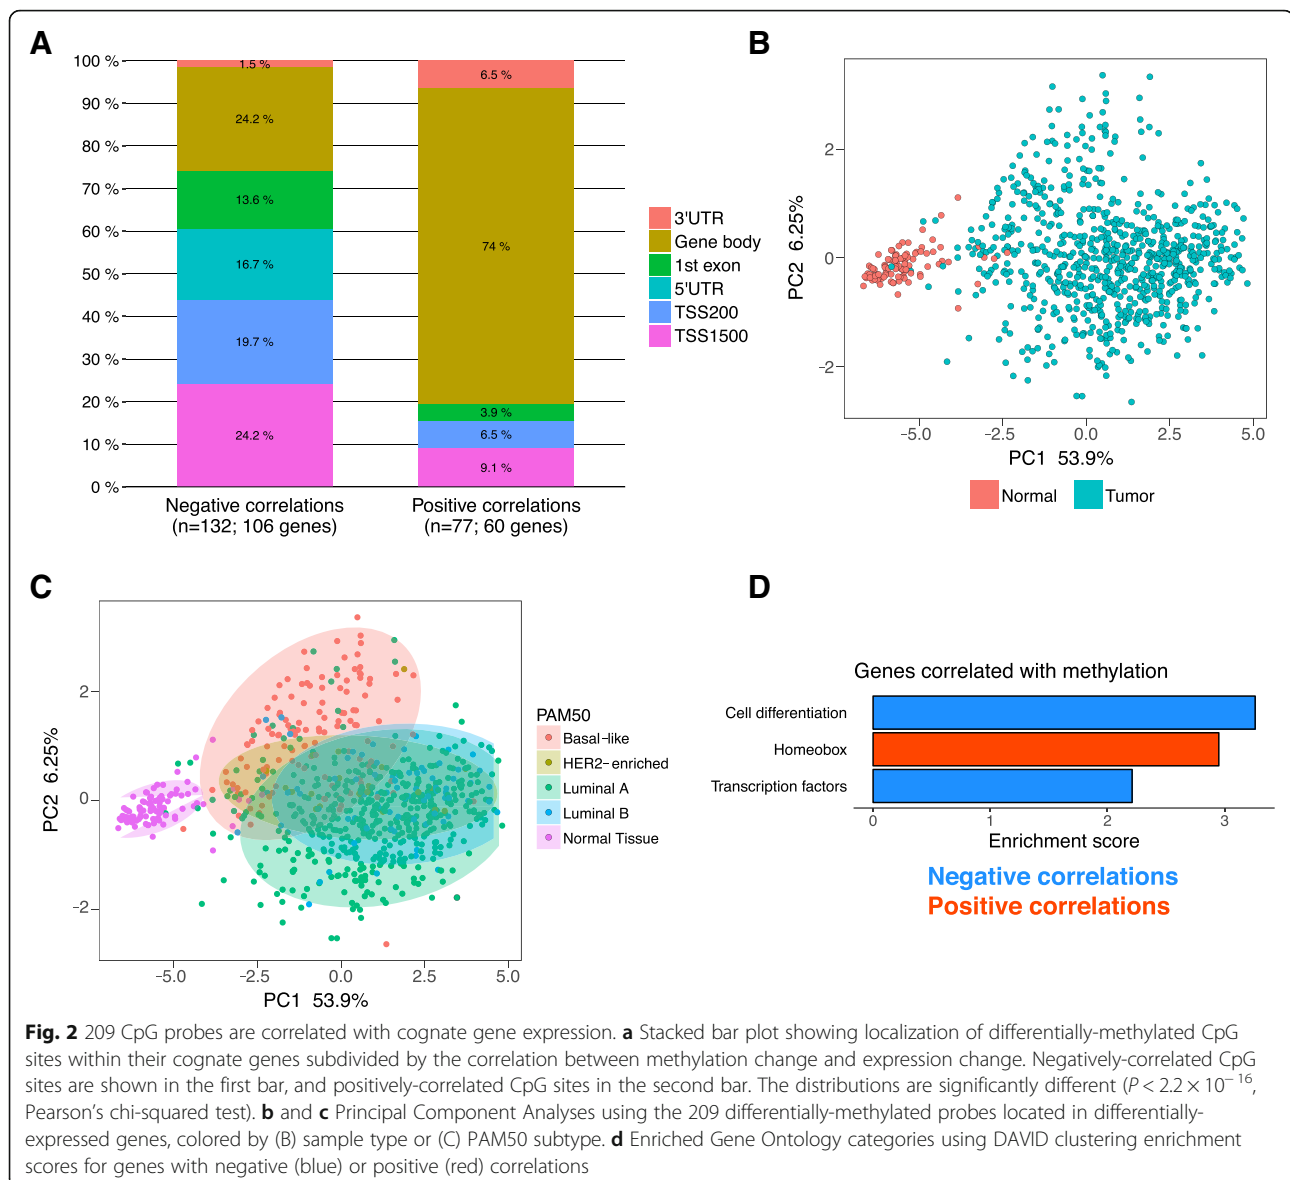 A
100 %
90 %
80 %
70 %
60 %
50 %
40 %
30 %
20 %
10 %
0 %
1.5 %
24.2 %
13.6 %
16.7 %
19.7 %
24.2 %
6.5 %
74 %
3.9 %
6.5 %
9.1 %
Negative correlations
(n=132; 106 genes)
Positive correlations
(n=77; 60 genes)
3'UTR
Gene body
1st exon
5'UTR
TSS200
TSS1500
B
PC2 6.25%
2
0
−2
−5.0
−2.5
0.0
2.5
5.0
PC1 53.9%
Normal
Tumor
C
PC2 6.25%
2
0
−2
−5.0
−2.5
0.0
2.5
5.0
PC1 53.9%
PAM50
Basal−like
HER2−enriched
Luminal A
Luminal B
Normal Tissue
D
Genes correlated with methylation
Cell differentiation
Homeobox
Transcription factors
0
1
2
3
Enrichment score
Negative correlations
Positive correlations
Fig. 2 209 CpG probes are correlated with cognate gene expression. a Stacked bar plot showing localization of differentially-methylated CpG
sites within their cognate genes subdivided by the correlation between methylation change and expression change. Negatively-correlated CpG
sites are shown in the first bar, and positively-correlated CpG sites in the second bar. The distributions are significantly different (P < 2.2 × 10⁻¹⁶,
Pearson's chi-squared test). b and c Principal Component Analyses using the 209 differentially-methylated probes located in differentially-
expressed genes, colored by (B) sample type or (C) PAM50 subtype. d Enriched Gene Ontology categories using DAVID clustering enrichment
scores for genes with negative (blue) or positive (red) correlations